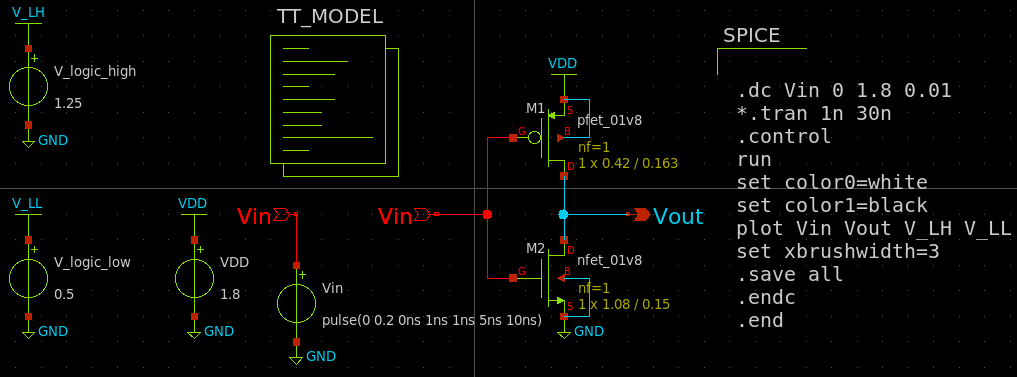 V_LH
+
V_logic_high
1.25
GND
TT_MODEL
SPICE
.dc Vin 0 1.8 0.01
*.tran 1n 30n
.control
run
set color0=white
set color1=black
plot Vin Vout V_LH V_LL
set xbrushwidth=3
.save all
.endc
.end
VDD
M1
S
pfet_01v8
G
B
nf=1
1 x 0.42 / 0.163
D
V_LL
+
V_logic_low
0.5
GND
VDD
+
VDD
1.8
GND
Vin
+
Vin
pulse(0 0.2 0ns 1ns 1ns 5ns 10ns)
GND
Vin
Vout
M2
D
nfet_01v8
G
B
nf=1
1 x 1.08 / 0.15
S
GND